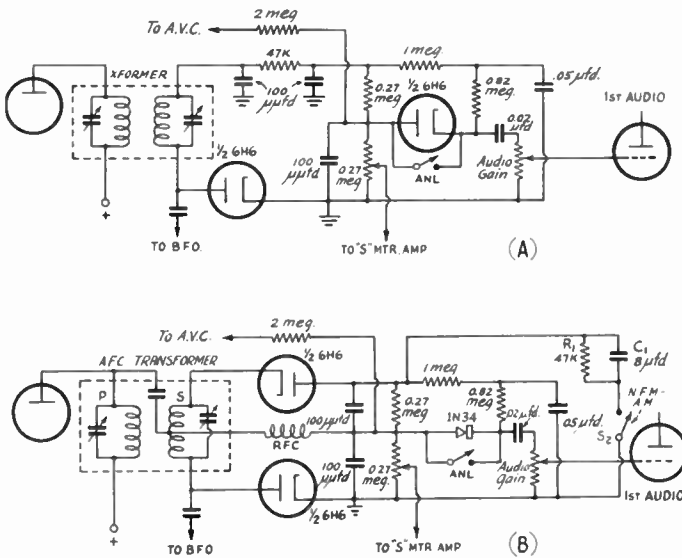 2 meg.
TO A.V.C.
47K
1 meg.
XFORMER
100
μμfd
0.27
meg
½ 6H6
0.82
meg.
.05 μfd.
0.02
μfd
1ST AUDIO
½ 6H6
100
μμfd
0.27
meg
ANL
Audio
Gain
+
TO BFO.
TO "S" MTR. AMP
(A)
2 meg.
To A.V.C.
AFC TRANSFORMER
½ 6H6
R1
47K
C1
8 μfd
1 meg
P
S
100μμfd
0.27
meg
0.82
meg
1N34
.02 μfd.
.05 μfd.
N.F.M-
AM
S2
RFC
100
μμfd
0.27
meg
ANL
Audio
Gain
½ 6H6
1ST AUDIO
+
TO BFO
TO "S" MTR AMP
(B)